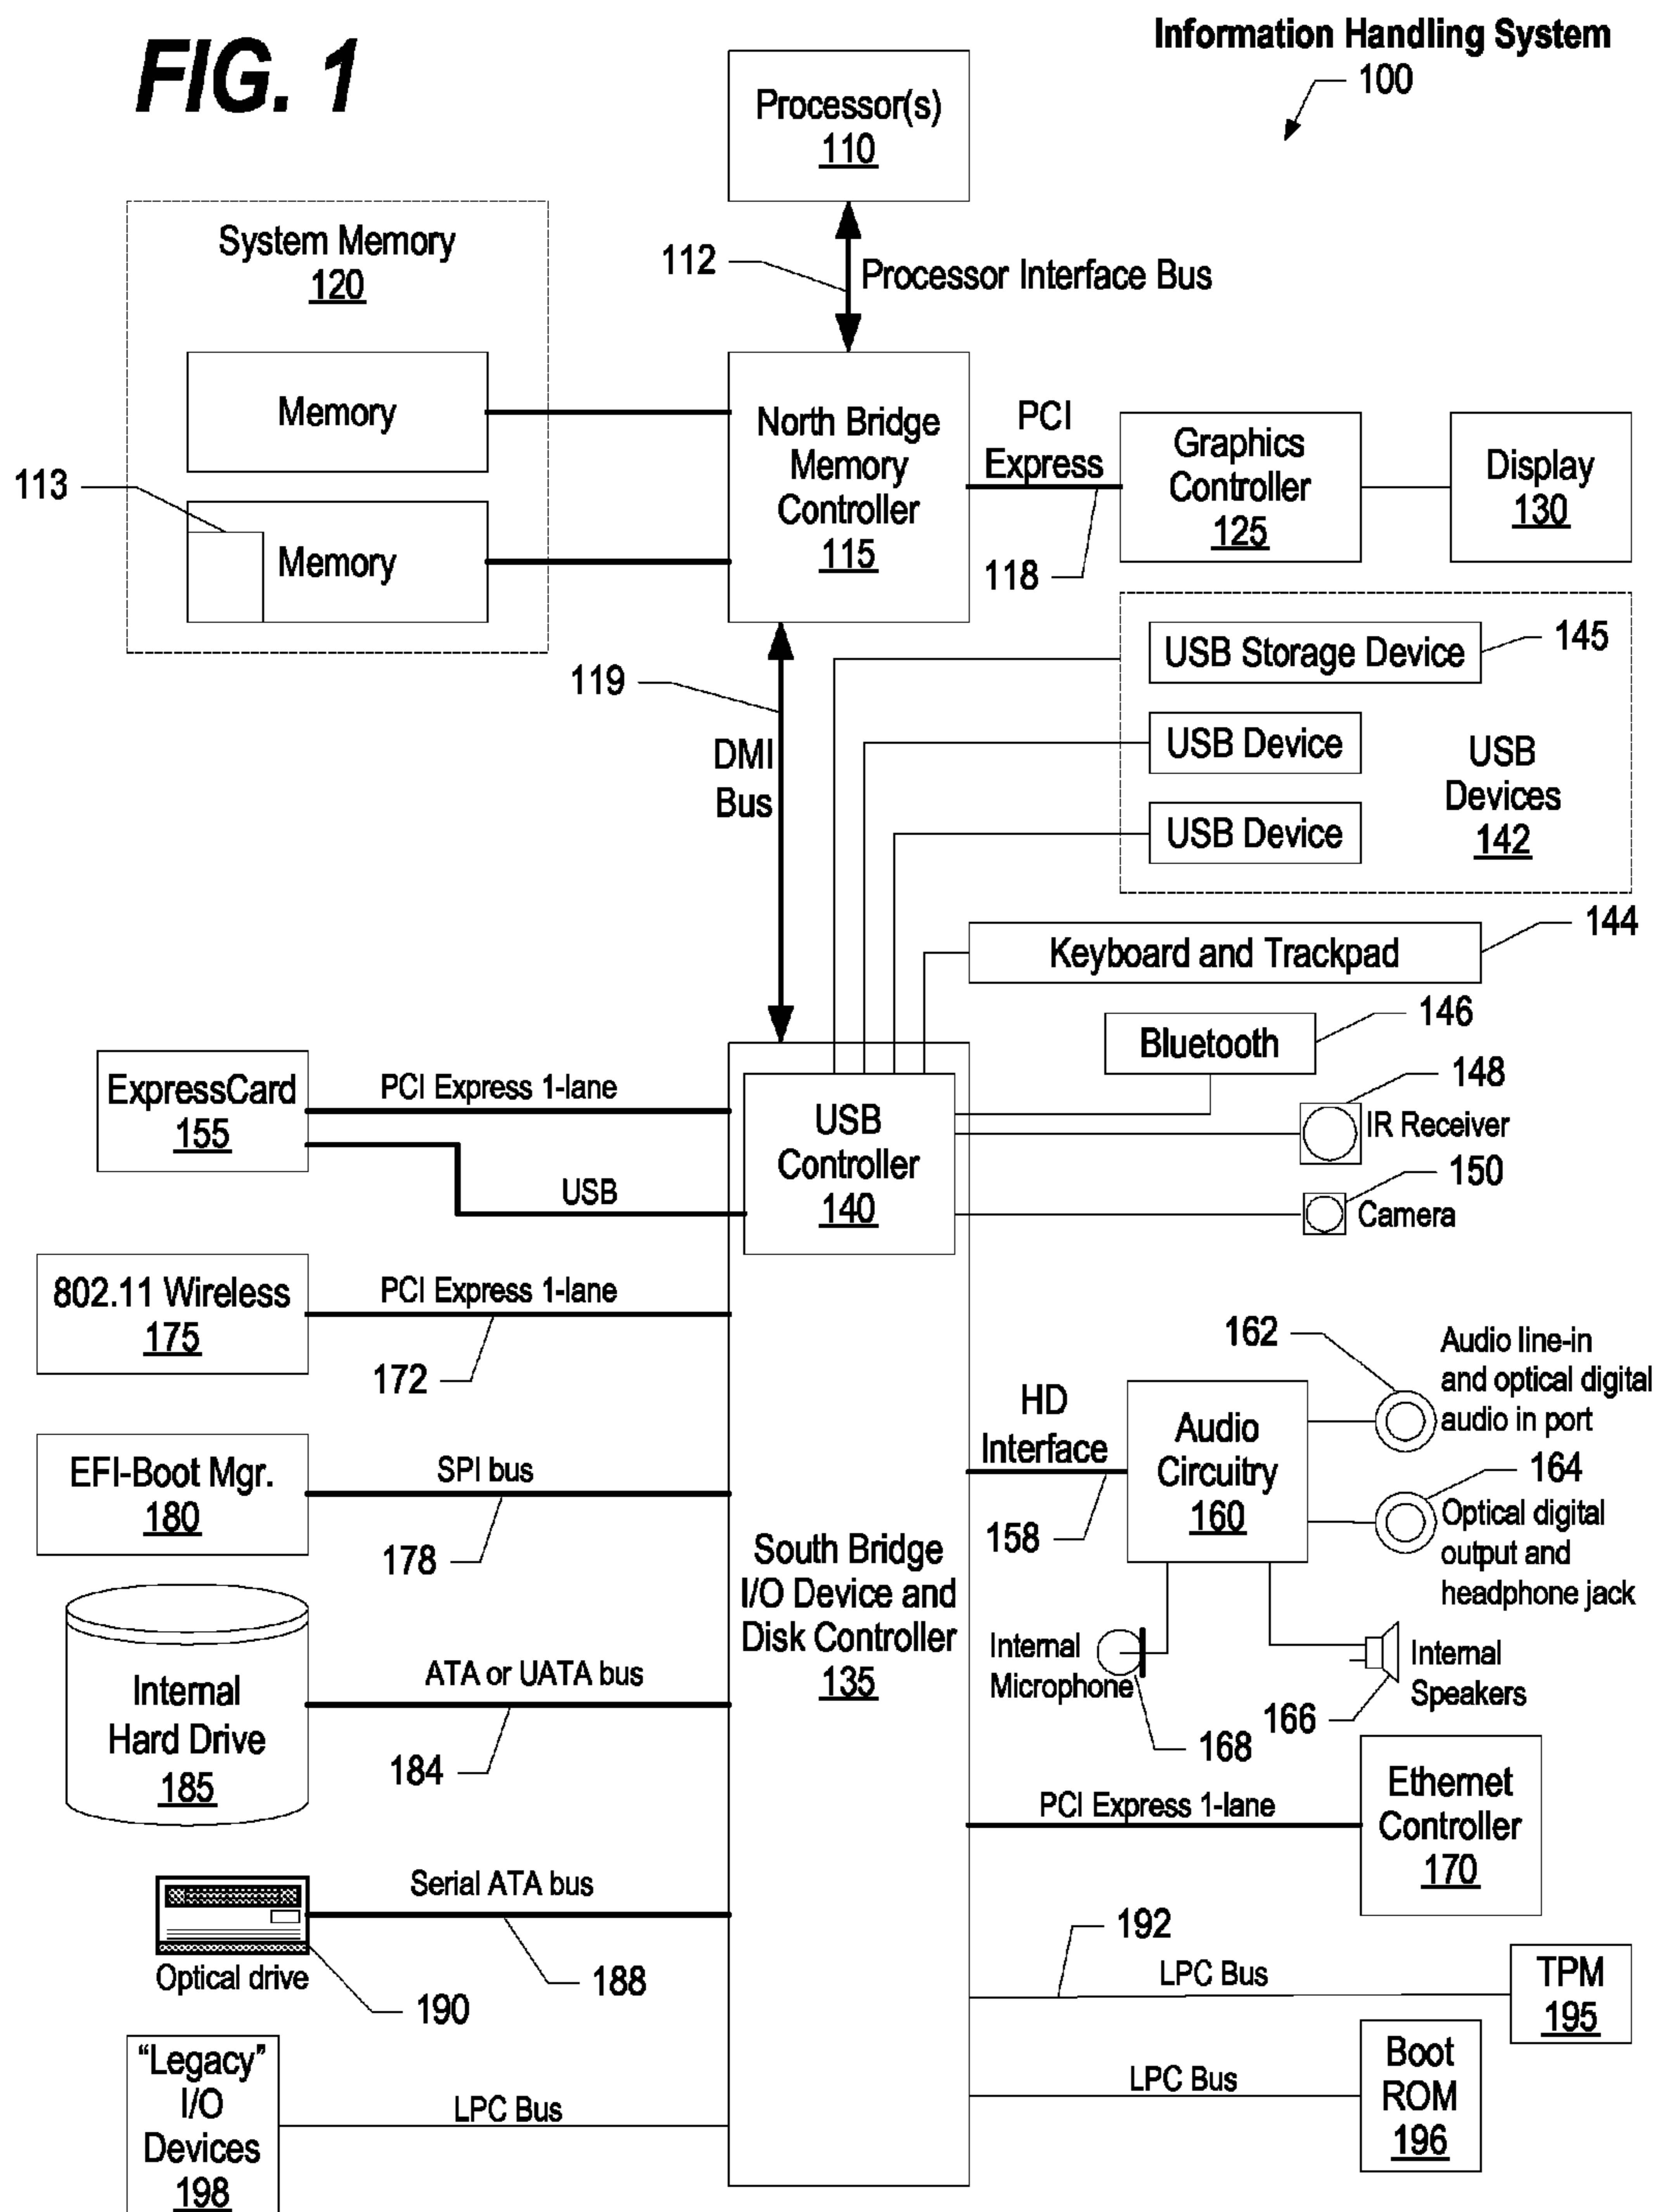 FIG. 1
Information Handling System
100
Processor(s)
110
112
Processor Interface Bus
System Memory
120
Memory
113
Memory
North Bridge
Memory
Controller
115
PCI
Express
118
Graphics
Controller
125
Display
130
119
DMI
Bus
USB Storage Device
145
USB Device
USB Device
USB
Devices
142
Keyboard and Trackpad
144
Bluetooth
146
148
IR Receiver
150
Camera
ExpressCard
155
PCI Express 1-lane
USB
USB
Controller
140
802.11 Wireless
175
PCI Express 1-lane
172
EFI-Boot Mgr.
180
SPI bus
178
Internal
Hard Drive
185
ATA or UATA bus
184
South Bridge
I/O Device and
Disk Controller
135
HD
Interface
158
Audio
Circuitry
160
162
Audio line-in
and optical digital
audio in port
164
Optical digital
output and
headphone jack
Internal
Microphone
168
166
Internal
Speakers
PCI Express 1-lane
Ethernet
Controller
170
Serial ATA bus
188
Optical drive
190
192
LPC Bus
TPM
195
"Legacy"
I/O
Devices
198
LPC Bus
LPC Bus
Boot
ROM
196